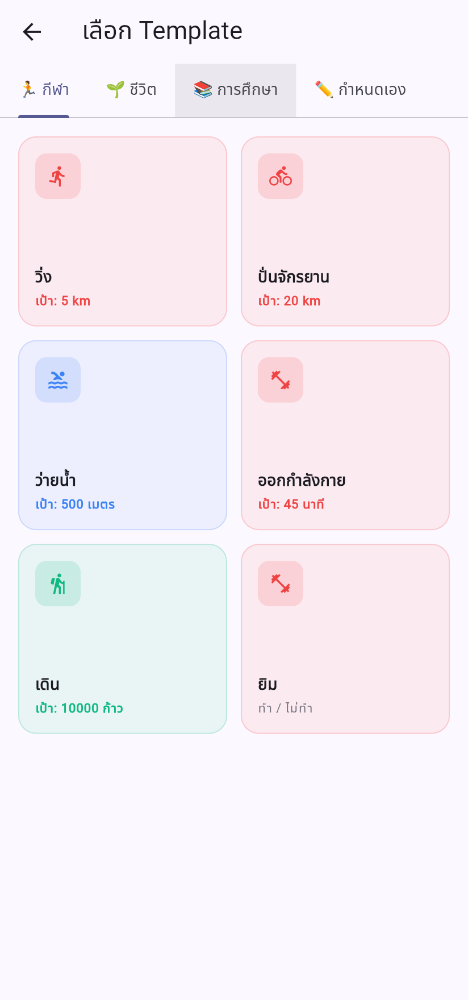 เลือก Template
🏃 กีฬา
🌱 ชีวิต
📚 การศึกษา
✏️ กำหนดเอง
วิ่ง
เป้า: 5 km
ปั่นจักรยาน
เป้า: 20 km
ว่ายน้ำ
เป้า: 500 เมตร
ออกกำลังกาย
เป้า: 45 นาที
เดิน
เป้า: 10000 ก้าว
ยิม
ทำ / ไม่ทำ